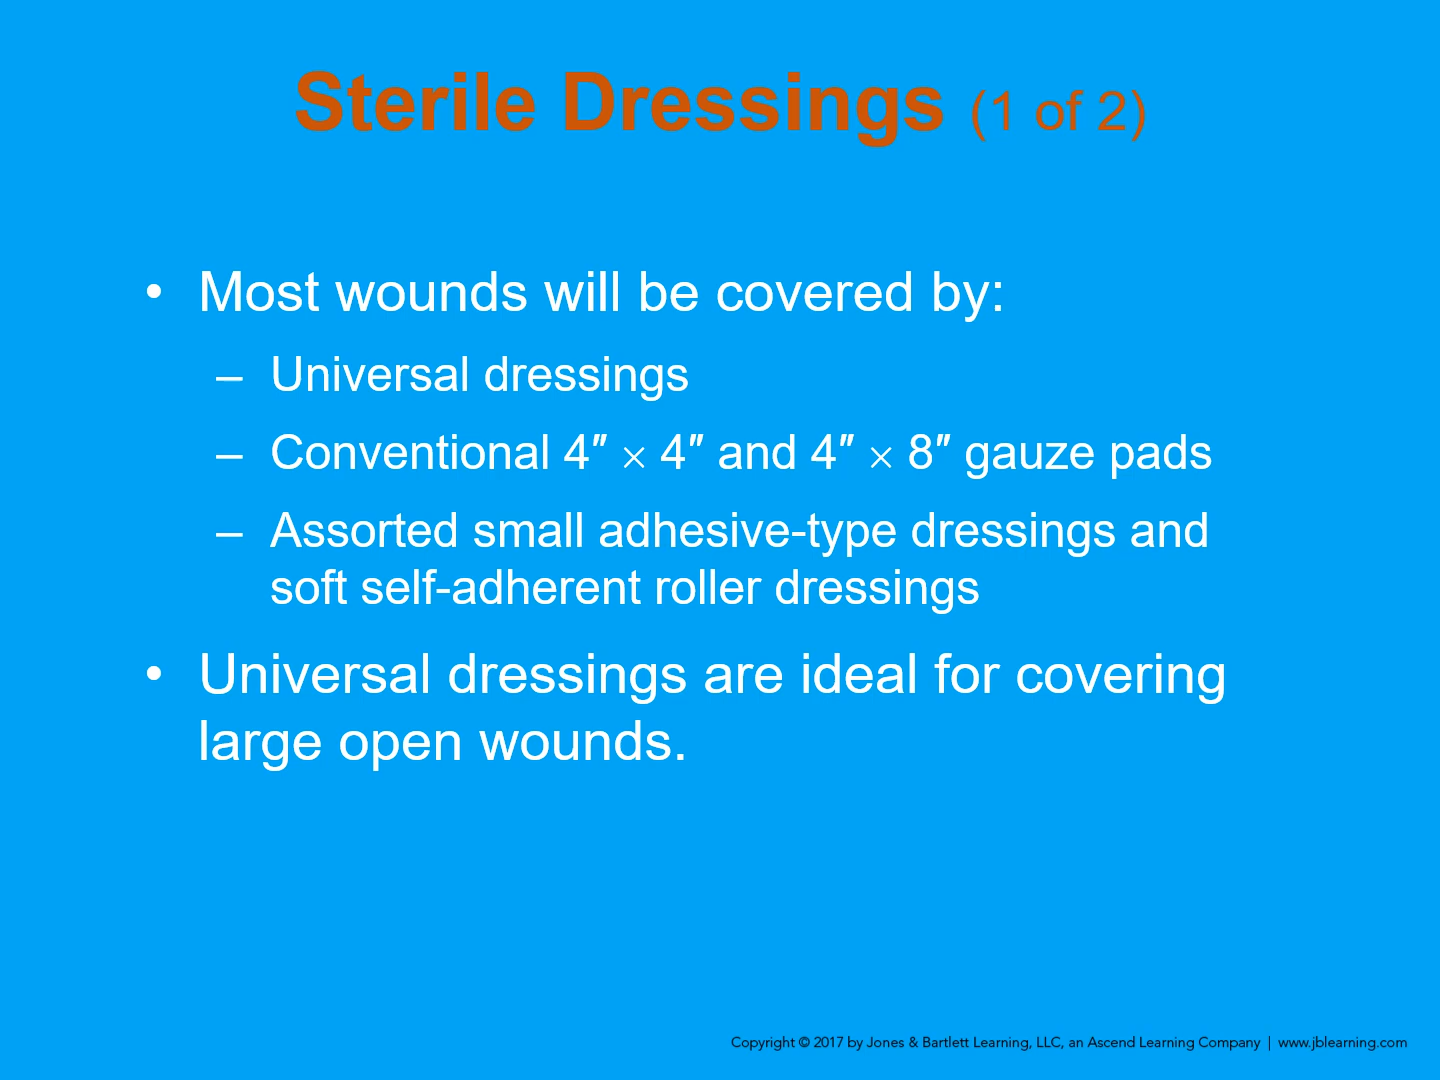 Sterile Dressings (1 of 2)
• Most wounds will be covered by:
– Universal dressings
– Conventional 4″ × 4″ and 4″ × 8″ gauze pads
– Assorted small adhesive-type dressings and
soft self-adherent roller dressings
• Universal dressings are ideal for covering
large open wounds.
Copyright © 2017 by Jones & Bartlett Learning, LLC, an Ascend Learning Company | www.jblearning.com